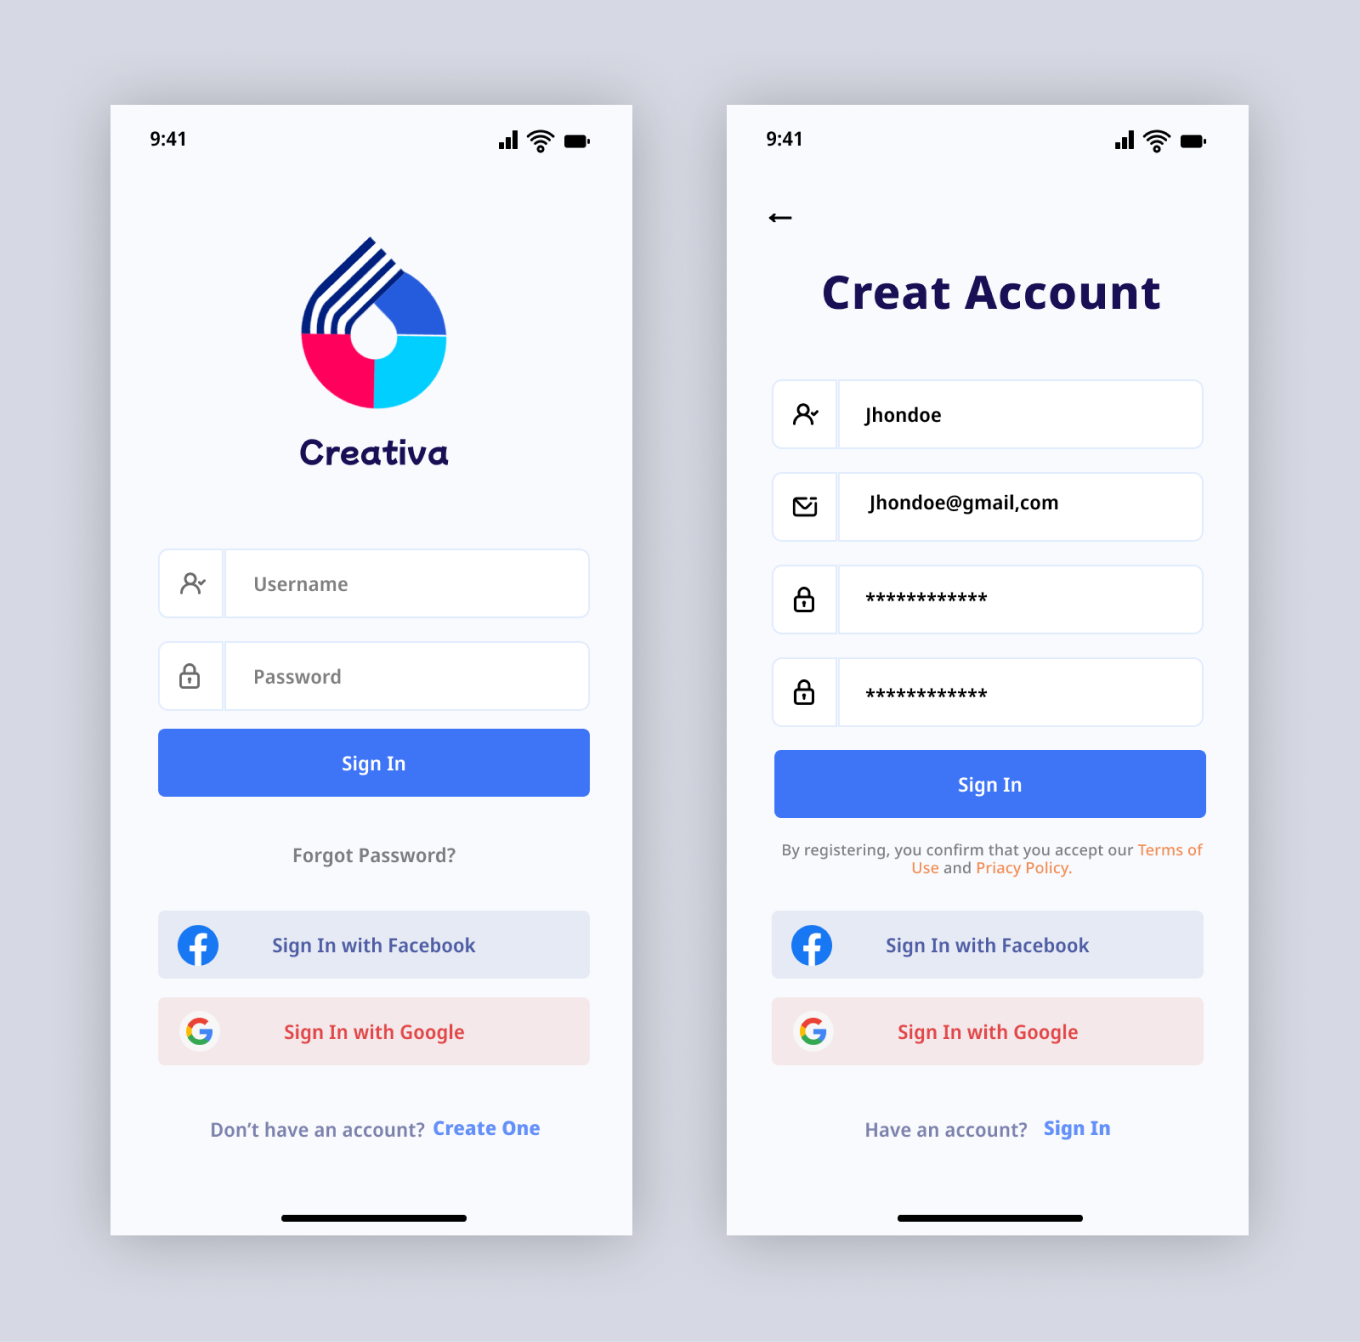 9:41
Creativa
Username
Password
Sign In
Forgot Password?
Sign In with Facebook
Sign In with Google
Don’t have an account? Create One
9:41
Creat Account
Jhondoe
Jhondoe@gmail,com
************
************
Sign In
By registering, you confirm that you accept our Terms of
Use and Priacy Policy.
Sign In with Facebook
Sign In with Google
Have an account? Sign In